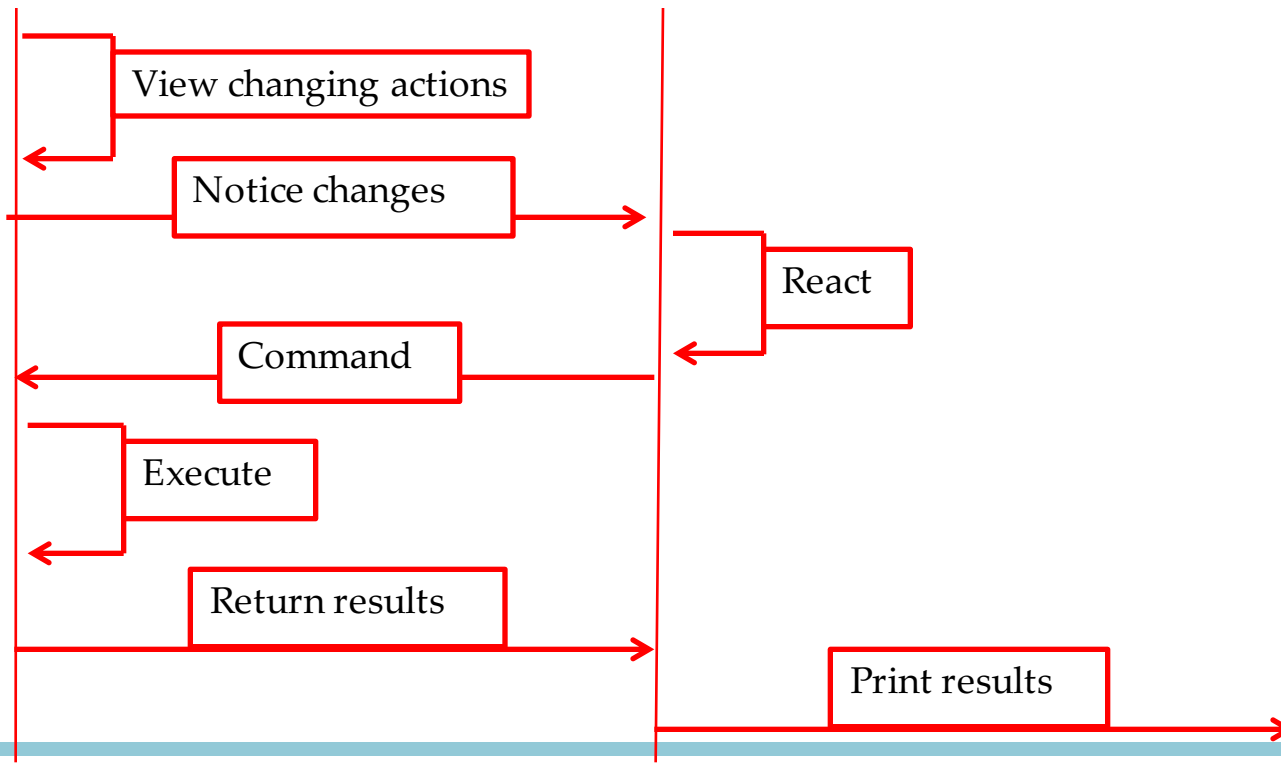 View changing actions
Notice changes
React
Command
Execute
Return results
Print results